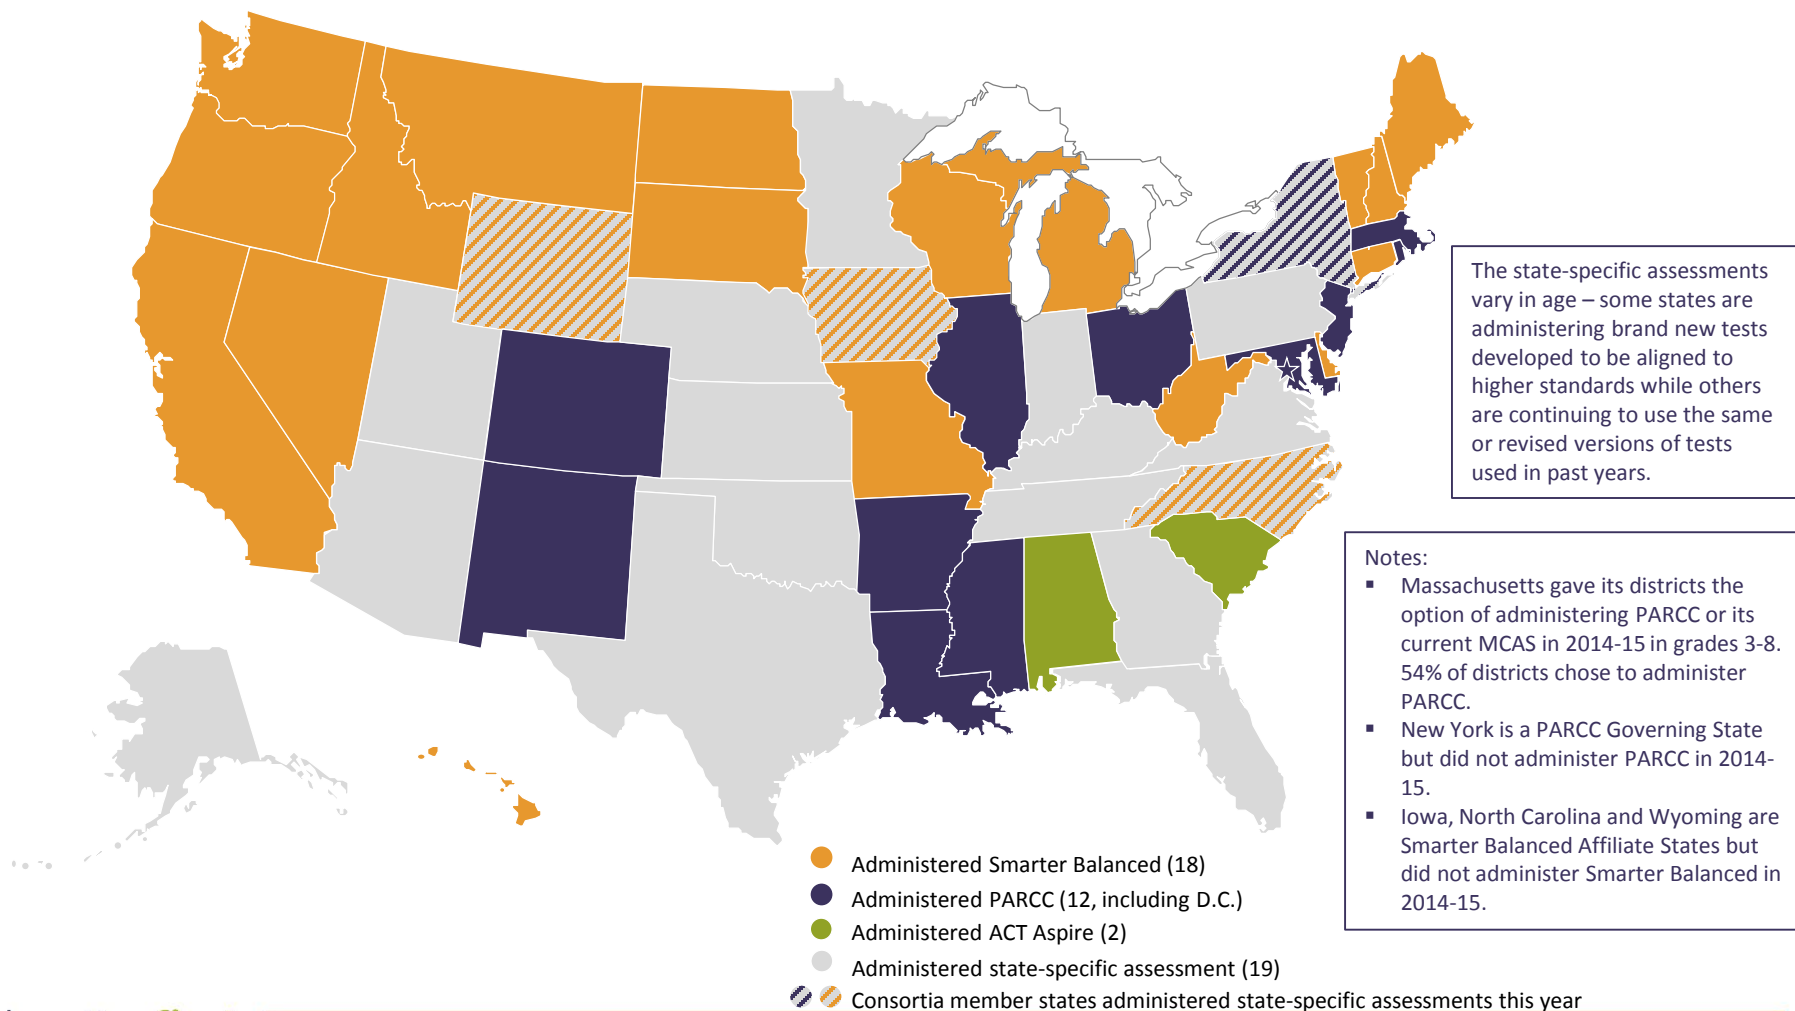 The state-specific assessments
vary in age – some states are
administering brand new tests
developed to be aligned to
higher standards while others
are continuing to use the same
or revised versions of tests
used in past years.
Notes:
▪ Massachusetts gave its districts the
option of administering PARCC or its
current MCAS in 2014-15 in grades 3-8.
54% of districts chose to administer
PARCC.
▪ New York is a PARCC Governing State
but did not administer PARCC in 2014-
15.
▪ Iowa, North Carolina and Wyoming are
Smarter Balanced Affiliate States but
did not administer Smarter Balanced in
2014-15.
Administered Smarter Balanced (18)
Administered PARCC (12, including D.C.)
Administered ACT Aspire (2)
Administered state-specific assessment (19)
Consortia member states administered state-specific assessments this year